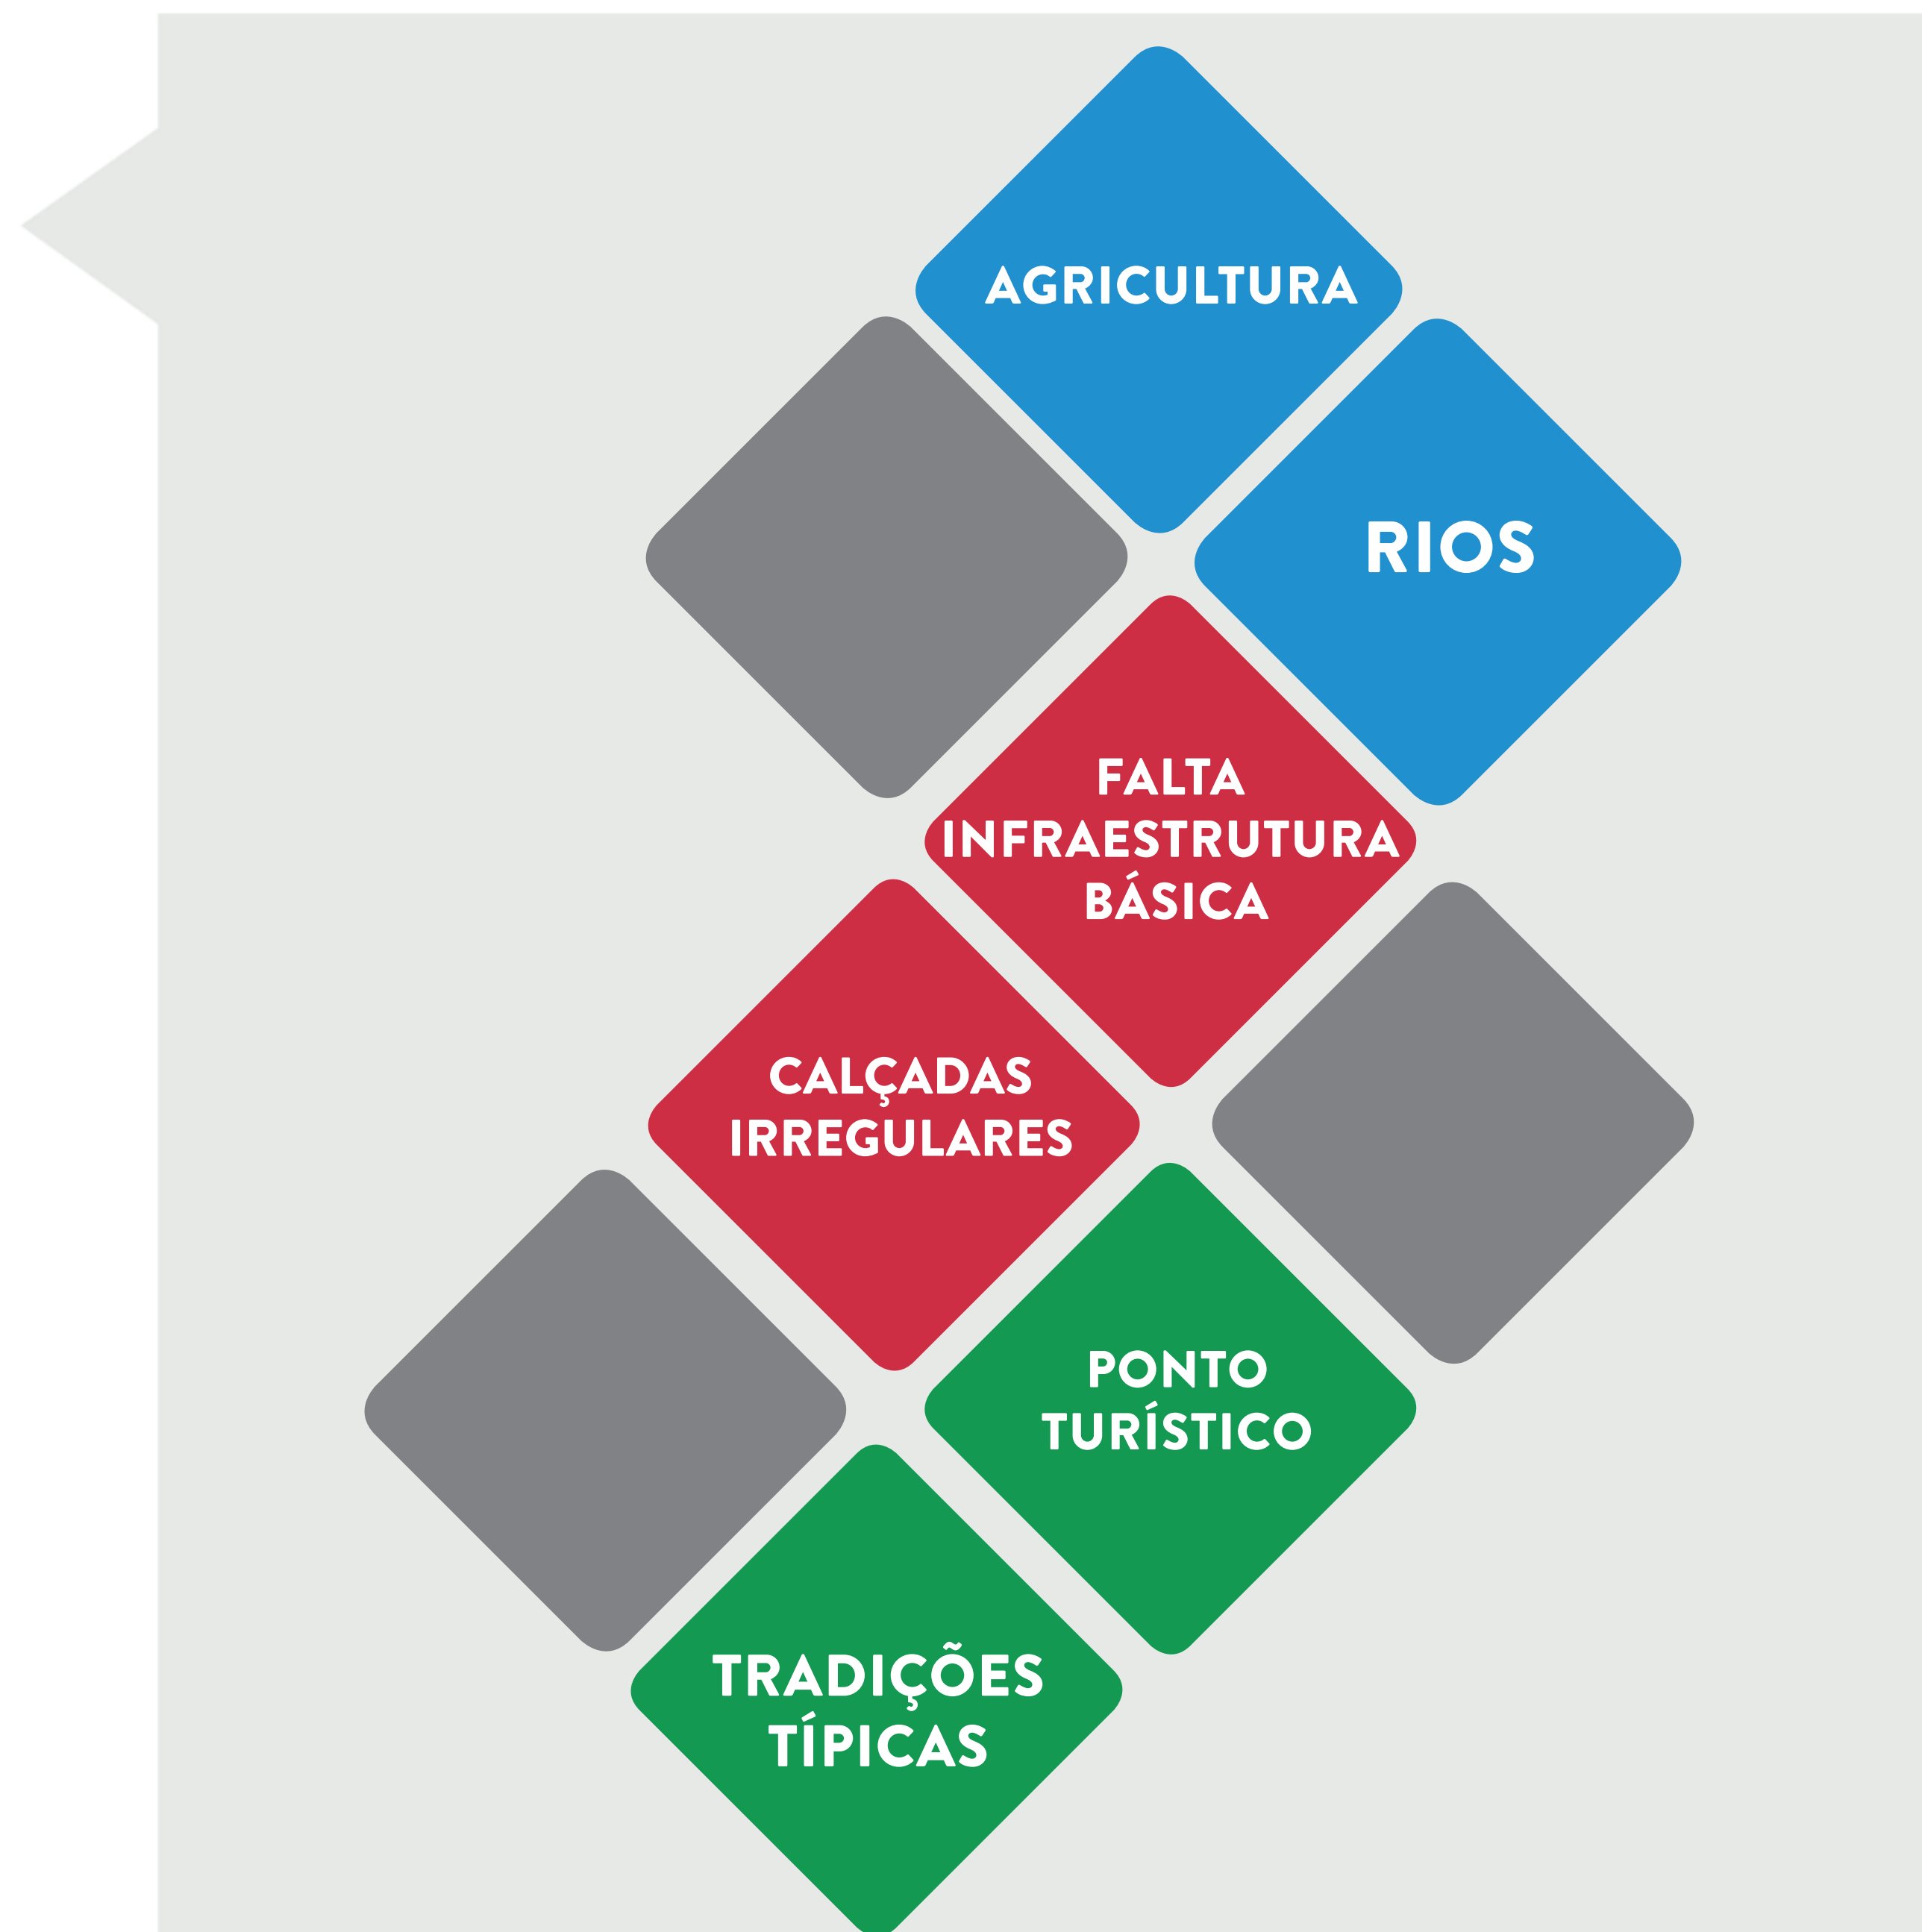 AGRICULTURA
RIOS
FALTA
INFRAESTRUTURA
BÁSICA
CALÇADAS
IRREGULARES
PONTO
TURÍSTICO
TRADIÇÕES
TÍPICAS